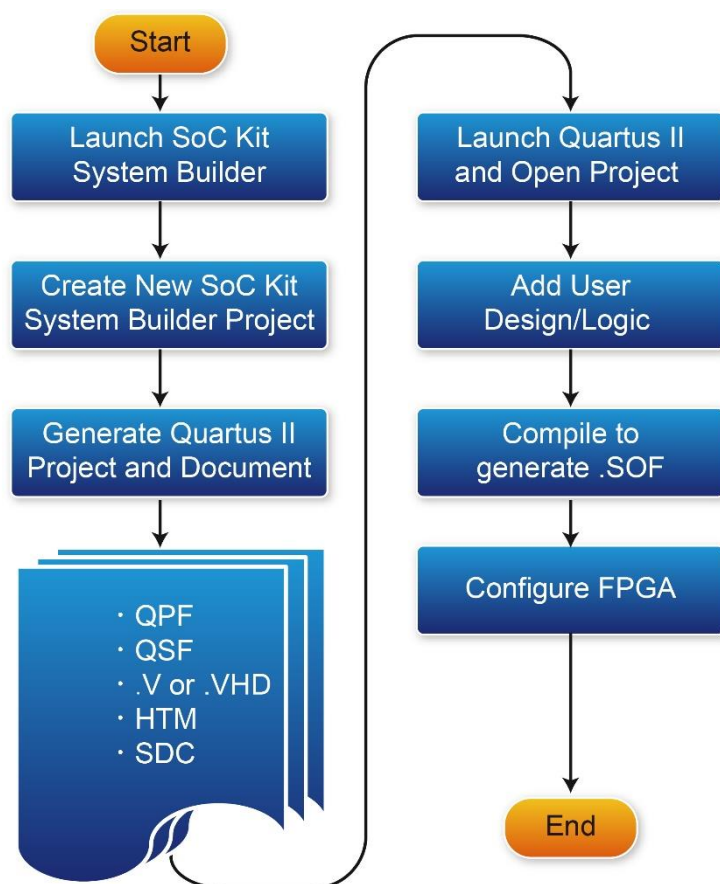 Start
Launch SoC Kit
System Builder
Create New SoC Kit
System Builder Project
Generate Quartus II
Project and Document
· QPF
· QSF
· .V or .VHD
· HTM
· SDC
Launch Quartus II
and Open Project
Add User
Design/Logic
Compile to
generate .SOF
Configure FPGA
End